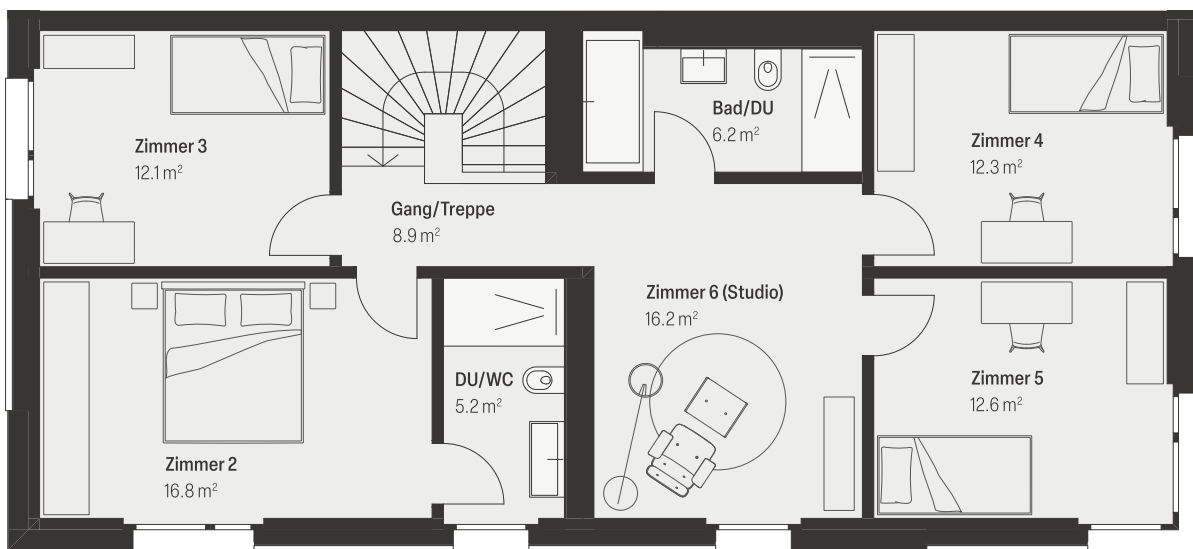 Zimmer 3
12.1 m²
Gang/Treppe
8.9 m²
Bad/DU
6.2 m²
Zimmer 4
12.3 m²
Zimmer 2
16.8 m²
DU/WC
5.2 m²
Zimmer 6 (Studio)
16.2 m²
Zimmer 5
12.6 m²